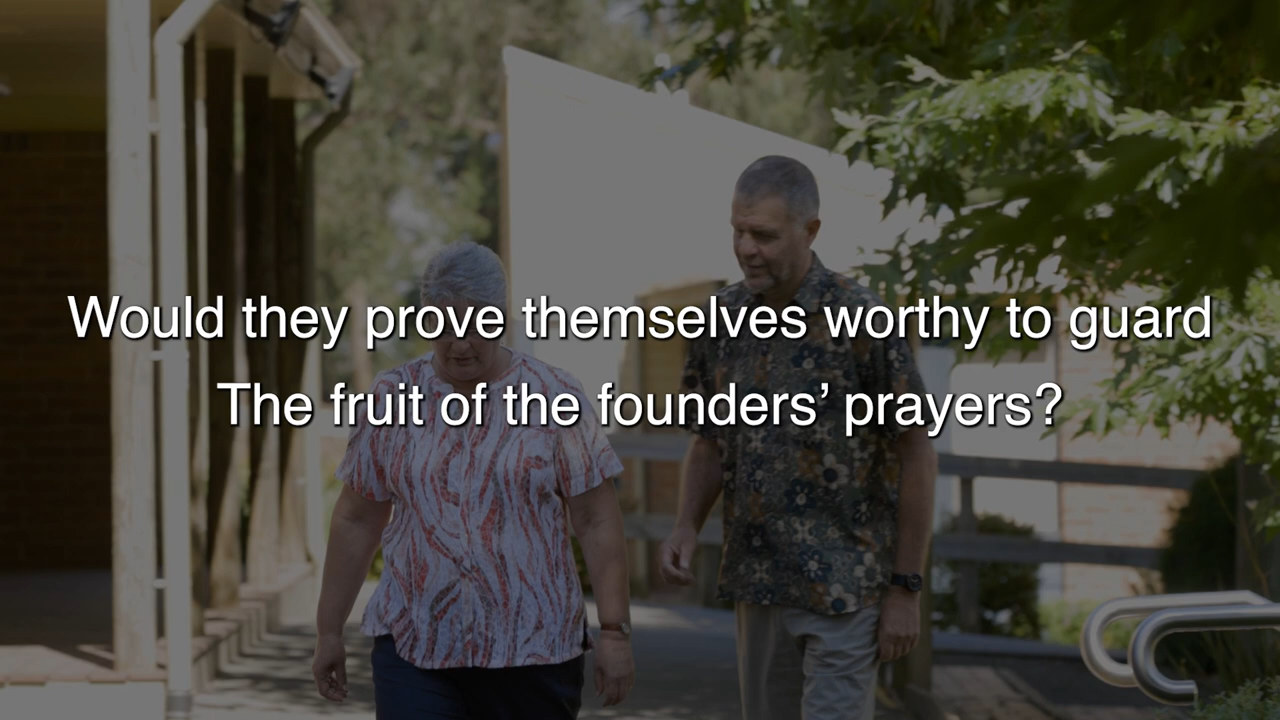 Would they prove themselves worthy to guard
The fruit of the founders’ prayers?